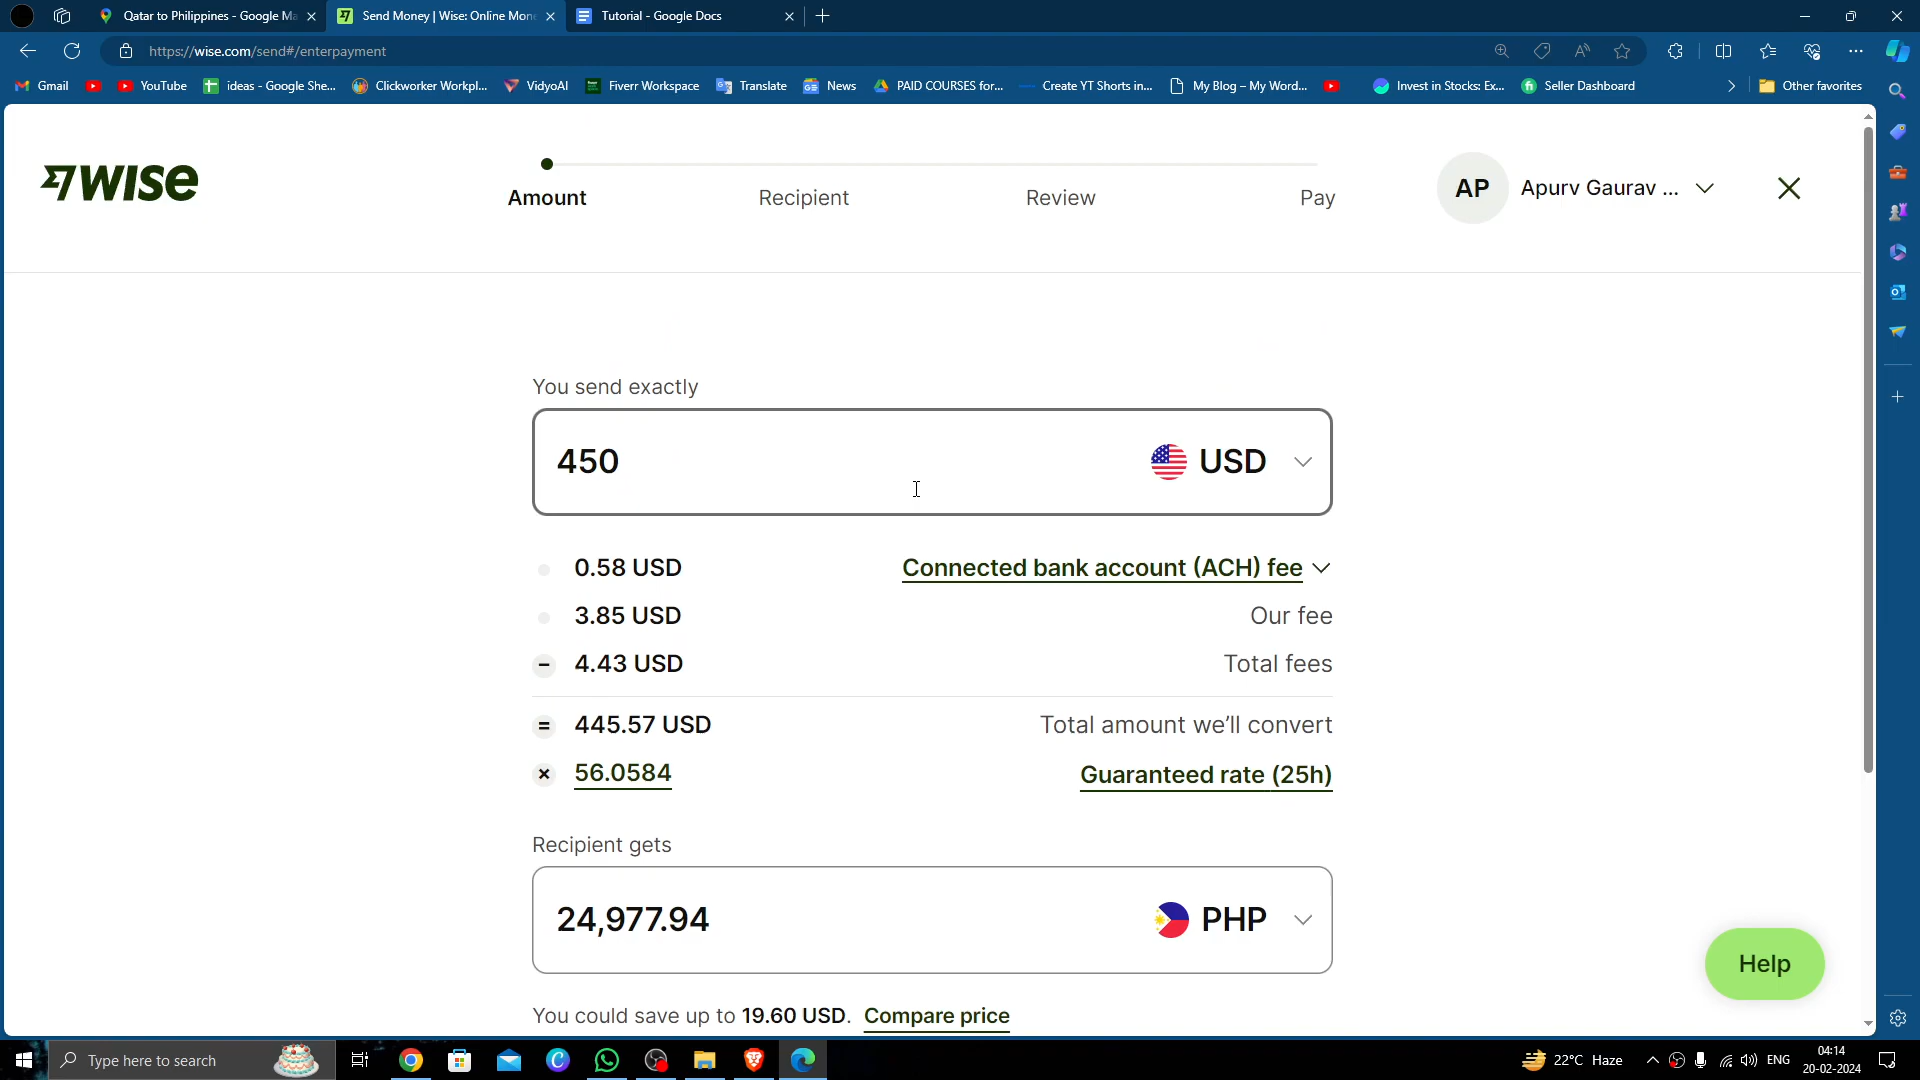 Qatar to Philippines - Google Ma
Send Money | Wise: Online Mone
Tutorial - Google Docs
https://wise.com/send#/enterpayment
Gmail
YouTube
ideas - Google She...
Clickworker Workpl...
VidyoAI
Fiverr Workspace
Translate
News
PAID COURSES for...
Create YT Shorts in...
My Blog – My Word...
Invest in Stocks: Ex...
Seller Dashboard
Other favorites
WISE
Amount
Recipient
Review
Pay
AP
Apurv Gaurav ...
You send exactly
450
USD
0.58 USD
Connected bank account (ACH) fee
3.85 USD
Our fee
− 4.43 USD
Total fees
= 445.57 USD
Total amount we'll convert
× 56.0584
Guaranteed rate (25h)
Recipient gets
24,977.94
PHP
You could save up to 19.60 USD. Compare price
Help
Type here to search
22°C Haze
ENG
04:14
20-02-2024